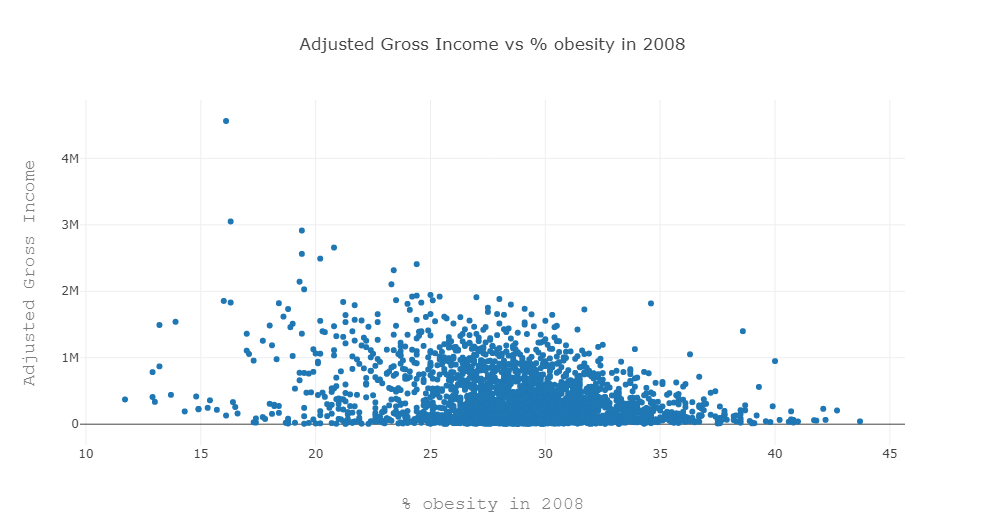 Adjusted Gross Income vs % obesity in 2008
Adjusted Gross Income
4M
3M
2M
1M
0
10 15 20 25 30 35 40 45
% obesity in 2008